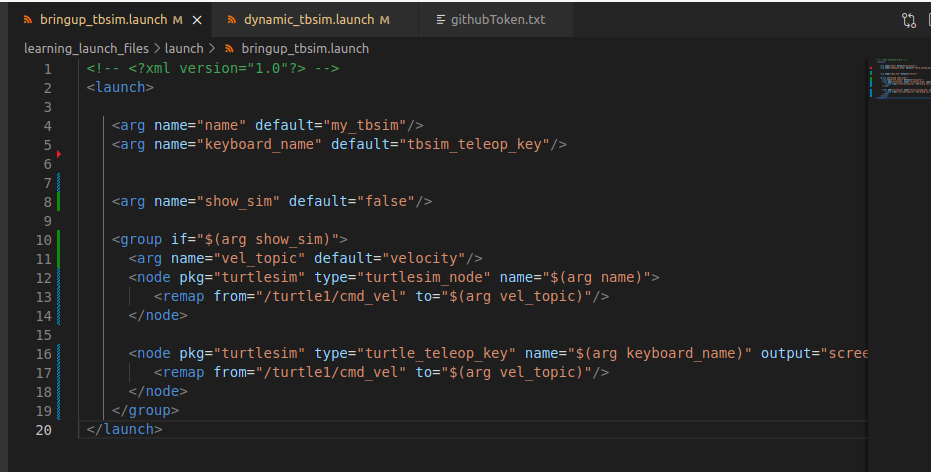 bringup_tbsim.launch M × dynamic_tbsim.launch M githubToken.txt
learning_launch_files > launch > bringup_tbsim.launch
1 <!-- <?xml version="1.0"?> -->
2 <launch>
3
4 <arg name="name" default="my_tbsim"/>
5 <arg name="keyboard_name" default="tbsim_teleop_key"/>
6
7
8 <arg name="show_sim" default="false"/>
9
10 <group if="$(arg show_sim)">
11 <arg name="vel_topic" default="velocity"/>
12 <node pkg="turtlesim" type="turtlesim_node" name="$(arg name)">
13 <remap from="/turtle1/cmd_vel" to="$(arg vel_topic)"/>
14 </node>
15
16 <node pkg="turtlesim" type="turtle_teleop_key" name="$(arg keyboard_name)" output="scree
17 <remap from="/turtle1/cmd_vel" to="$(arg vel_topic)"/>
18 </node>
19 </group>
20 </launch>